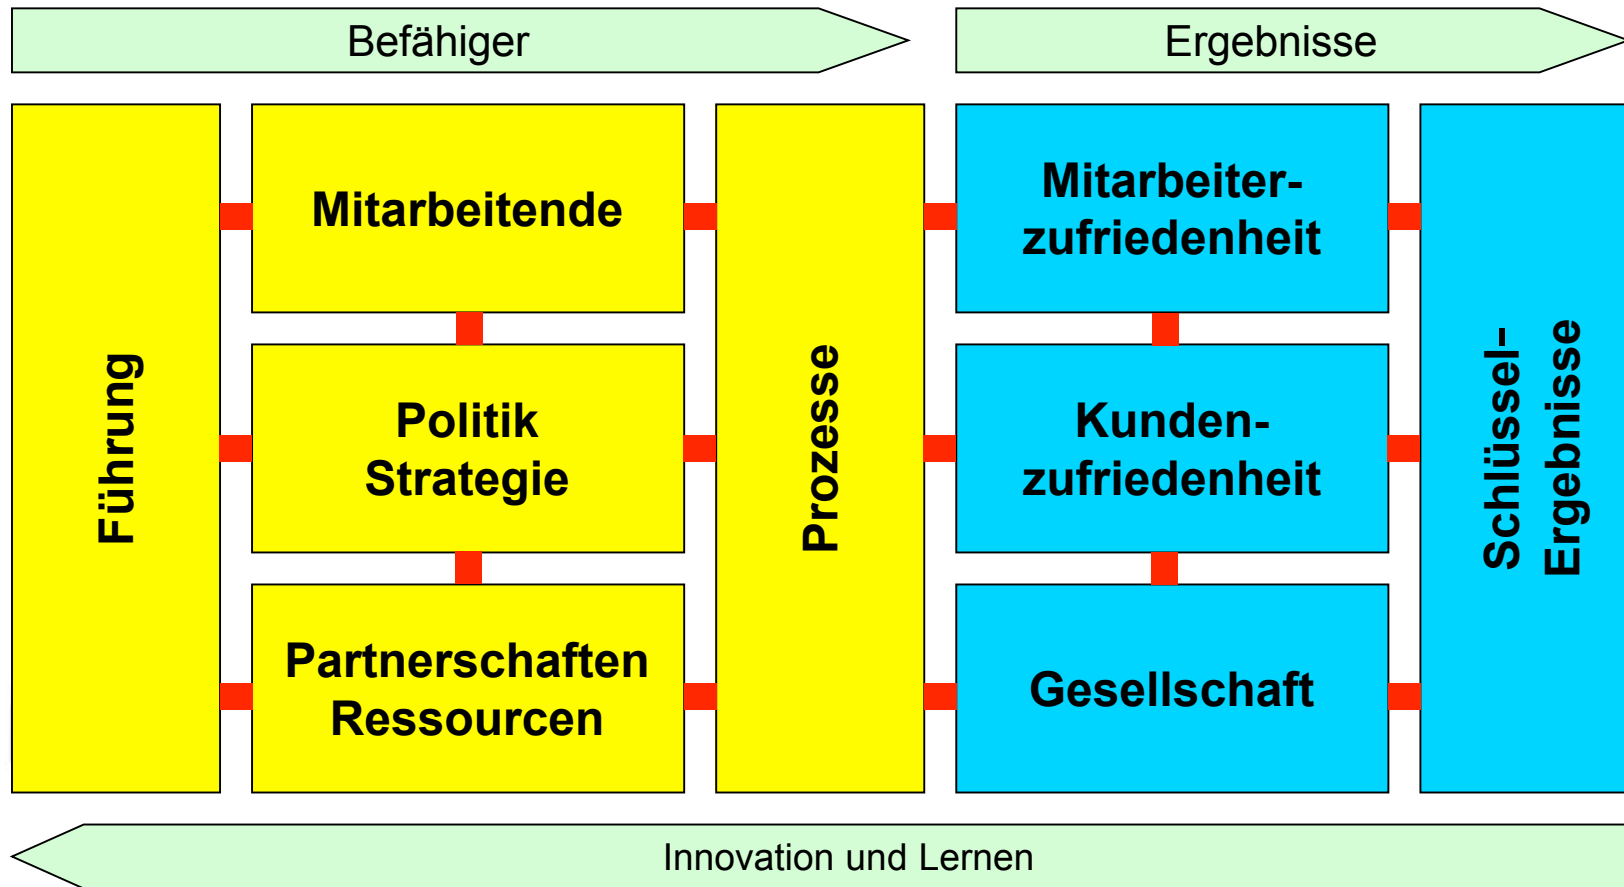 Befähiger
Ergebnisse
Führung
Mitarbeitende
Politik
Strategie
Partnerschaften
Ressourcen
Prozesse
Mitarbeiter-
zufriedenheit
Kunden-
zufriedenheit
Gesellschaft
Schlüssel-
Ergebnisse
Innovation und Lernen